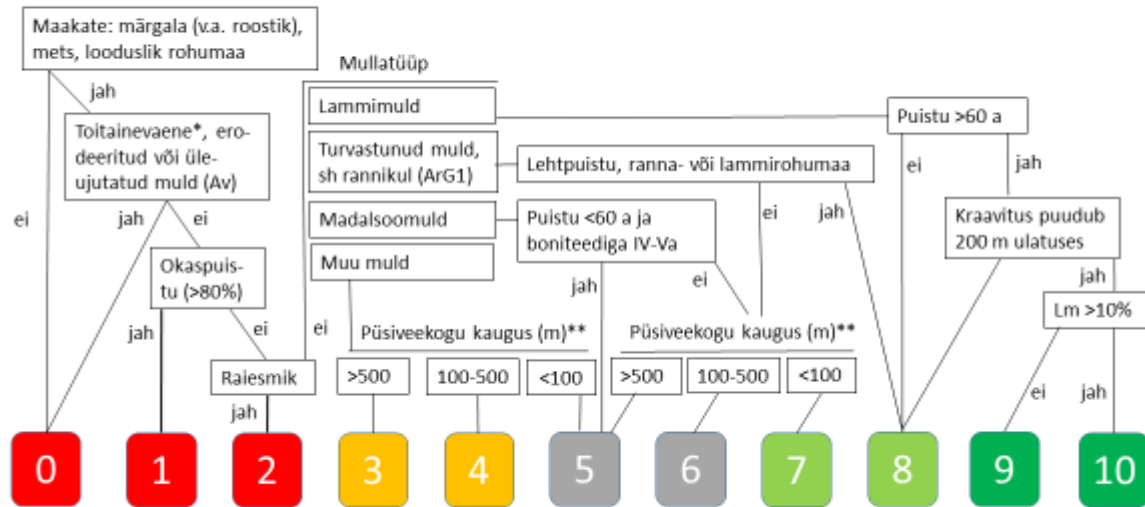 Maakate: märgala (v.a. roostik),
mets, looduslik rohumaa
jah
ei
Toitainevaene*, ero-
deeritud või üle-
ujutatud muld (Av)
jah
ei
Okaspuis-
tu (>80%)
jah
ei
Raiesmik
jah
ei
Mullatüüp
Lammimuld
Turvastunud muld,
sh rannikul (ArG1)
Madalsoomuld
Muu muld
Lehtpuistu, ranna- või lammirohumaa
ei
jah
Puistu <60 a ja
boniteediga IV-Va
jah
ei
Puistu >60 a
ei
jah
Kraavitus puudub
200 m ulatuses
jah
Lm >10%
ei
jah
Püsiveekogu kaugus (m)**
>500
100-500
<100
Püsiveekogu kaugus (m)**
>500
100-500
<100
0
1
2
3
4
5
6
7
8
9
10